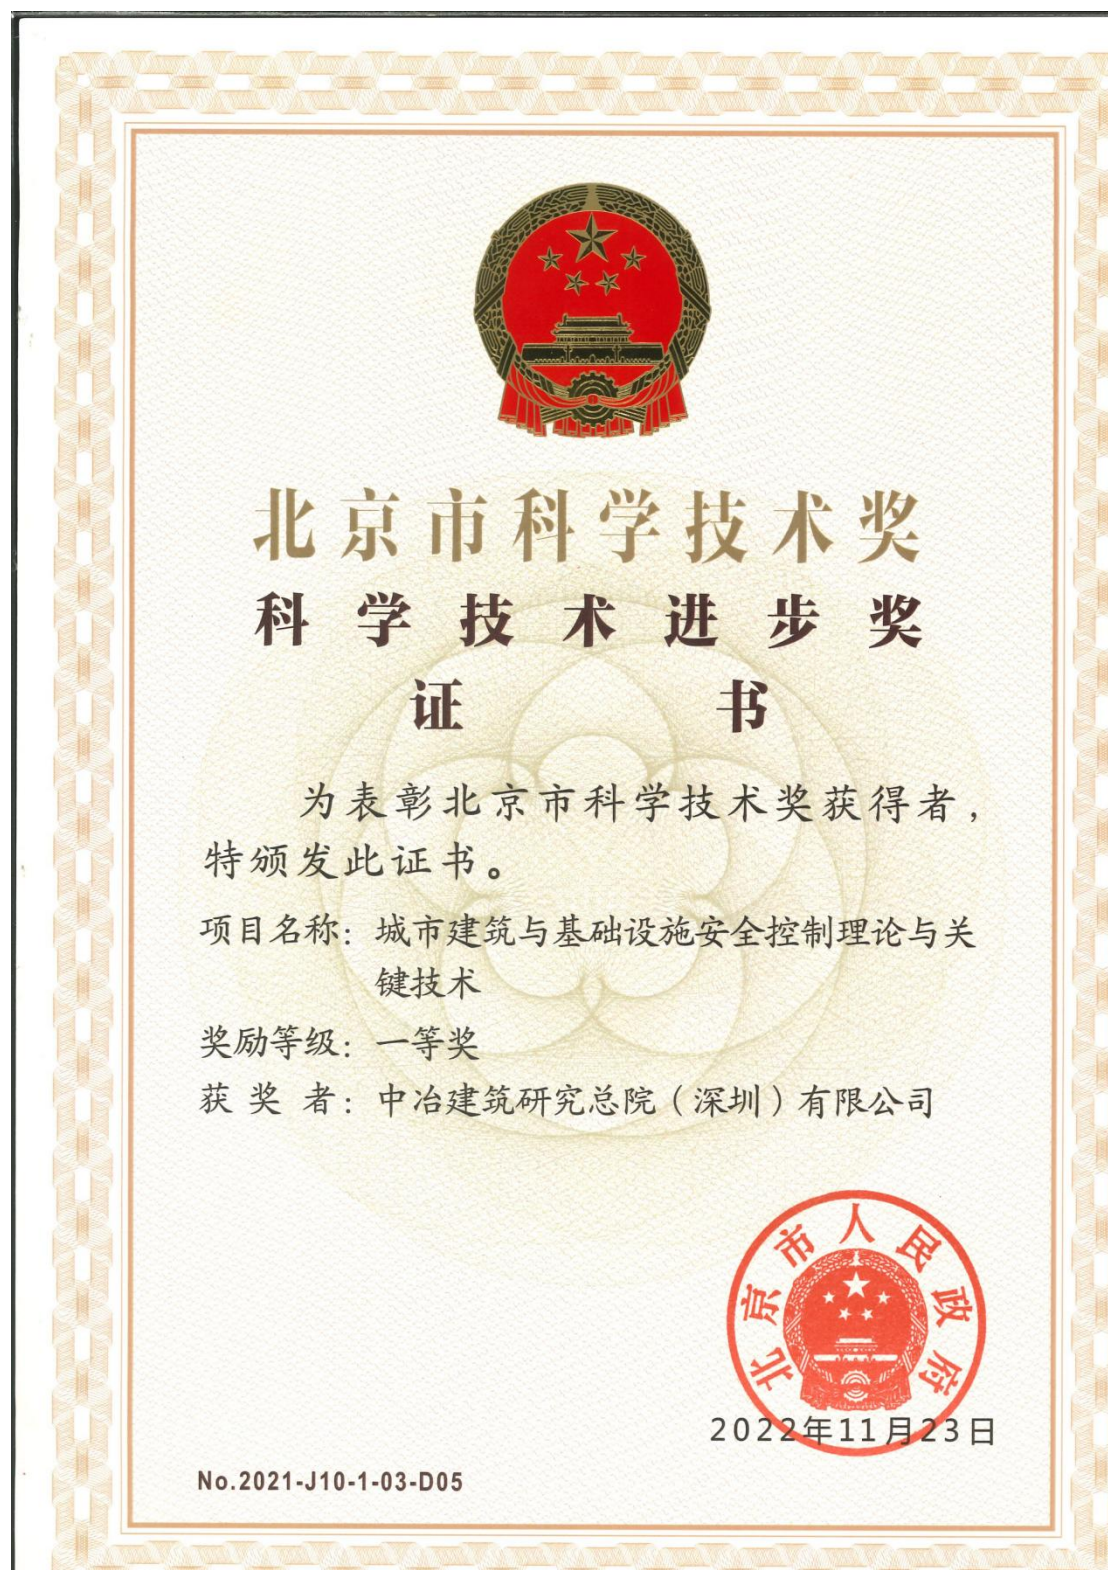 北京市科学技术奖
科学技术进步奖
证书
为表彰北京市科学技术奖获得者，
特颁发此证书。
项目名称：城市建筑与基础设施安全控制理论与关
键技术
奖励等级：一等奖
获奖者：中冶建筑研究总院（深圳）有限公司
北京市人民政府
2022年11月23日
No.2021-J10-1-03-D05